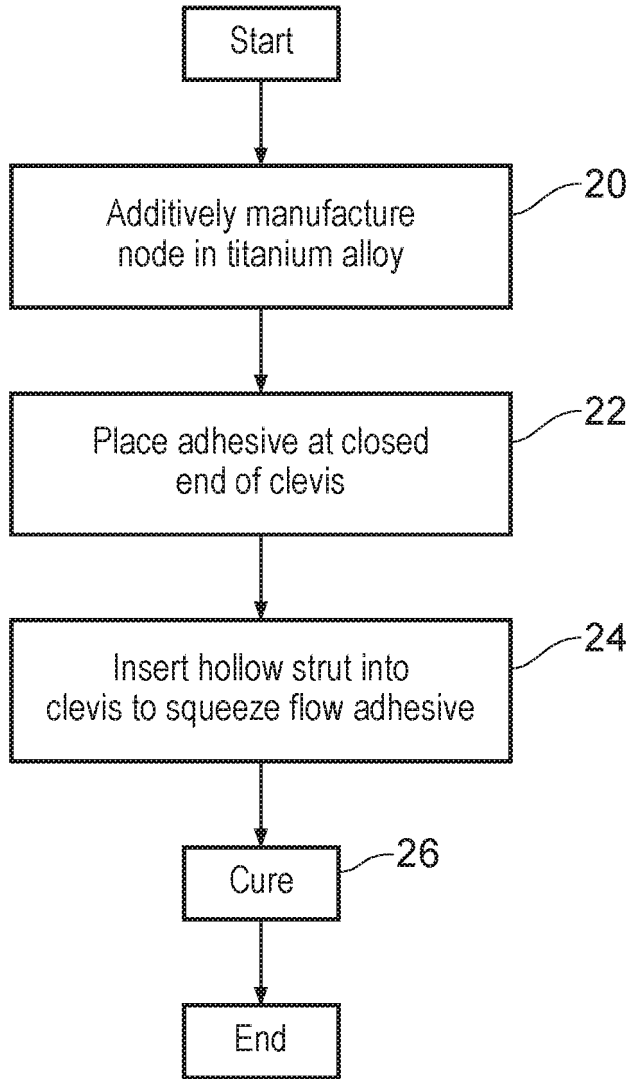 Start
Additively manufacture
node in titanium alloy
20
Place adhesive at closed
end of clevis
22
Insert hollow strut into
clevis to squeeze flow adhesive
24
Cure
26
End